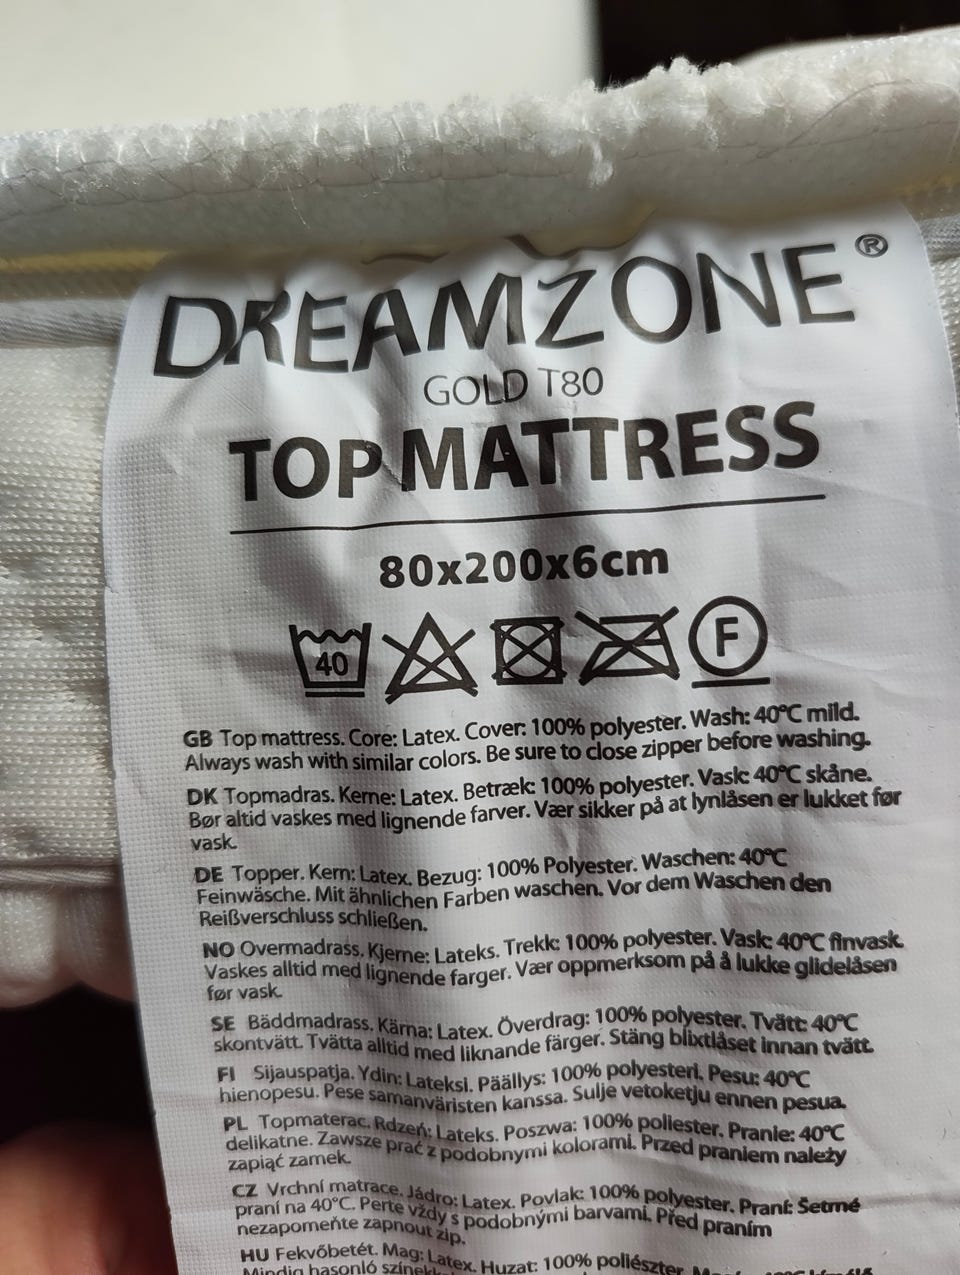 DREAMZONE®
GOLD T80
TOP MATTRESS
80x200x6cm
40
F
GB Top mattress. Core: Latex. Cover: 100% polyester. Wash: 40°C mild.
Always wash with similar colors. Be sure to close zipper before washing.
DK Topmadras. Kerne: Latex. Betræk: 100% polyester. Vask: 40°C skåne.
Bør altid vaskes med lignende farver. Vær sikker på at lynlåsen er lukket før
vask.
DE Topper. Kern: Latex. Bezug: 100% Polyester. Waschen: 40°C
Feinwäsche. Mit ähnlichen Farben waschen. Vor dem Waschen den
Reißverschluss schließen.
NO Overmadrass. Kjerne: Lateks. Trekk: 100% polyester. Vask: 40°C finvask.
Vaskes alltid med lignende farger. Vær oppmerksom på å lukke glidelåsen
før vask.
SE Bäddmadrass. Kärna: Latex. Överdrag: 100% polyester. Tvätt: 40°C
skontvätt. Tvätta alltid med liknande färger. Stäng blixtlåset innan tvätt.
FI Sijauspatja. Ydin: Lateksi. Päällys: 100% polyesteri. Pesu: 40°C
hienopesu. Pese samanväristen kanssa. Sulje vetoketju ennen pesua.
PL Topmaterac. Rdzeń: Lateks. Poszwa: 100% poliester. Pranie: 40°C
delikatne. Zawsze prać z podobnymi kolorami. Przed praniem należy
zapiąć zamek.
CZ Vrchní matrace. Jádro: Latex. Povlak: 100% polyester. Praní: Šetrné
praní na 40°C. Perte vždy s podobnými barvami. Před praním
nezapomeňte zapnout zip.
HU Fekvőbetét. Mag: Latex. Huzat: 100% poliészter.
Mindig hasonló